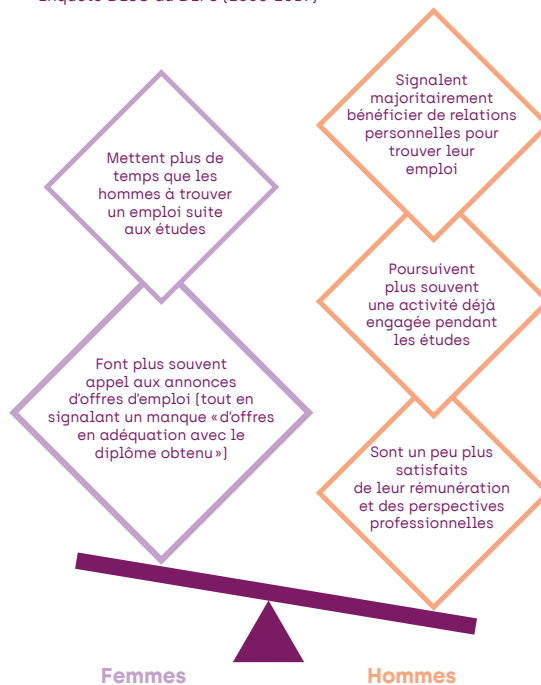 Signalent
majoritairement
bénéficier de relations
personnelles pour
trouver leur
emploi
Mettent plus de
temps que les
hommes à trouver
un emploi suite
aux études
Poursuivent
plus souvent
une activité déjà
engagée pendant
les études
Font plus souvent
appel aux annonces
d'offres d'emploi (tout en
signalant un manque «d'offres
en adéquation avec le
diplôme obtenu»)
Sont un peu plus
satisfaits
de leur rémunération
et des perspectives
professionnelles
Femmes
Hommes